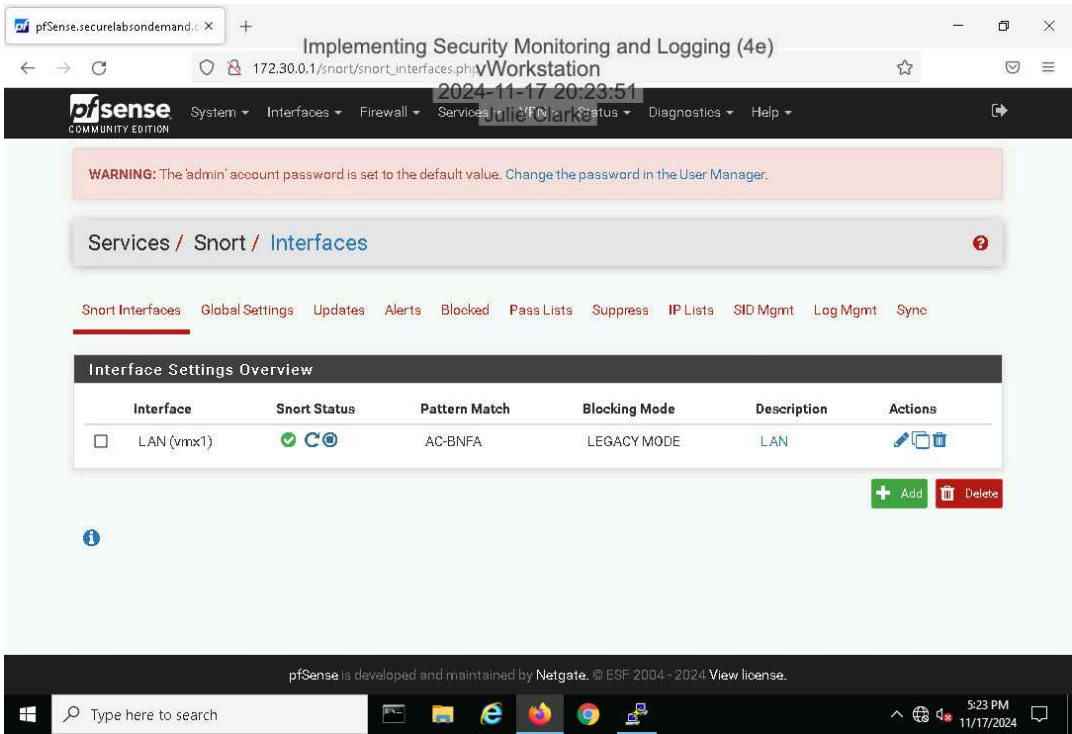 pfSense.securelabsondemand.c
Implementing Security Monitoring and Logging (4e)
172.30.0.1/snort/snort_interfaces.php
vWorkstation
2024-11-17 20:23:51
Julie Clarke
pfsense
COMMUNITY EDITION
System Interfaces Firewall Services VPN Status Diagnostics Help
WARNING: The 'admin' account password is set to the default value. Change the password in the User Manager.
Services / Snort / Interfaces
Snort Interfaces Global Settings Updates Alerts Blocked Pass Lists Suppress IP Lists SID Mgmt Log Mgmt Sync
Interface Settings Overview
Interface Snort Status Pattern Match Blocking Mode Description Actions
LAN (vmx1) AC-BNFA LEGACY MODE LAN
Add Delete
pfSense is developed and maintained by Netgate. © ESF 2004 - 2024 View license.
Type here to search
5:23 PM
11/17/2024